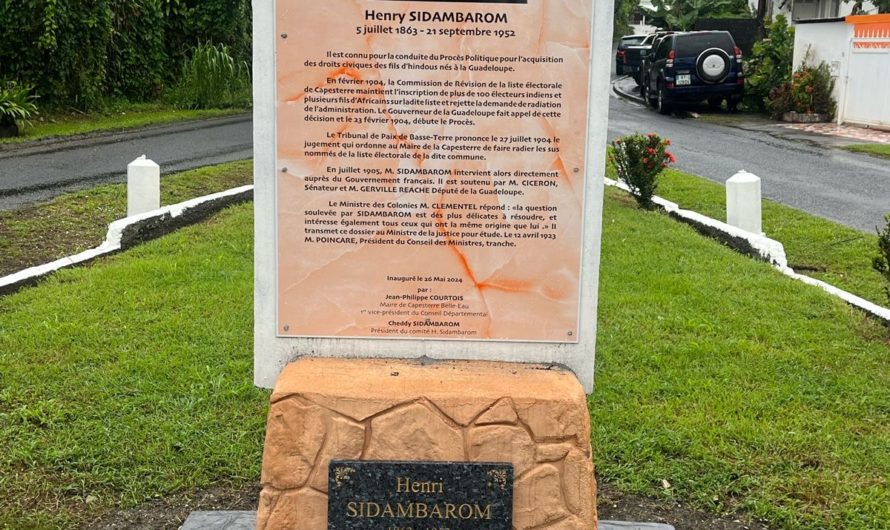 Henry SIDAMBAROM
5 juillet 1863 - 21 septembre 1952
Il est connu pour la conduite du Procès Politique pour l'acquisition
des droits civiques des fils d'hindous nés à la Guadeloupe.
En février 1904, la Commission de Révision de la liste électorale
de Capesterre maintient l'inscription de plus de 100 électeurs indiens et
plusieurs fils d'Africains sur ladite liste et rejette la demande de radiation
de l'administration. Le Gouverneur de la Guadeloupe fait appel de cette
décision et le 23 février 1904, débute le Procès.
Le Tribunal de Paix de Basse-Terre prononce le 27 juillet 1904 le
jugement qui ordonne au Maire de la Capesterre de faire radier les sus
nommés de la liste électorale de la dite commune.
En juillet 1905, M. SIDAMBAROM intervient alors directement
auprès du Gouvernement français. Il est soutenu par M. CICERON,
Sénateur et M. GERVILLE REACHE Député de la Guadeloupe.
Le Ministre des Colonies M. CLEMENTEL répond : «la question
soulevée par SIDAMBAROM est des plus délicates à résoudre, et
intéresse également tous ceux qui ont la même origine que lui .» Il
transmet ce dossier au Ministre de la justice pour étude. Le 12 avril 1923
M. POINCARE, Président du Conseil des Ministres, tranche.
Inauguré le 26 Mai 2024
par :
Jean-Philippe COURTOIS
Maire de Capesterre Belle-Eau
1er vice-président du Conseil Départemental
et
Cheddy SIDAMBAROM
Président du comité H. Sidambarom
Henri
SIDAMBAROM